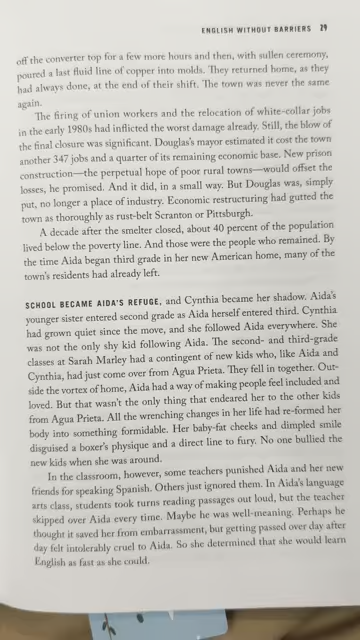 ENGLISH WITHOUT BARRIERS 29
off the converter top for a few more hours and then, with sullen ceremony,
poured a last fluid line of copper into molds. They returned home, as they
had always done, at the end of their shift. The town was never the same
again.
The firing of union workers and the relocation of white-collar jobs
in the early 1980s had inflicted the worst damage already. Still, the blow of
the final closure was significant. Douglas's mayor estimated it cost the town
another 347 jobs and a quarter of its remaining economic base. New prison
construction—the perpetual hope of poor rural towns—would offset the
losses, he promised. And it did, in a small way. But Douglas was, simply
put, no longer a place of industry. Economic restructuring had gutted the
town as thoroughly as rust-belt Scranton or Pittsburgh.
A decade after the smelter closed, about 40 percent of the population
lived below the poverty line. And those were the people who remained. By
the time Aida began third grade in her new American home, many of the
town's residents had already left.
SCHOOL BECAME AIDA'S REFUGE, and Cynthia became her shadow. Aida's
younger sister entered second grade as Aida herself entered third. Cynthia
had grown quiet since the move, and she followed Aida everywhere. She
was not the only shy kid following Aida. The second- and third-grade
classes at Sarah Marley had a contingent of new kids who, like Aida and
Cynthia, had just come over from Agua Prieta. They fell in together. Out-
side the vortex of home, Aida had a way of making people feel included and
loved. But that wasn't the only thing that endeared her to the other kids
from Agua Prieta. All the wrenching changes in her life had re-formed her
body into something formidable. Her baby-fat cheeks and dimpled smile
disguised a boxer's physique and a direct line to fury. No one bullied the
new kids when she was around.
In the classroom, however, some teachers punished Aida and her new
friends for speaking Spanish. Others just ignored them. In Aida's language
arts class, students took turns reading passages out loud, but the teacher
skipped over Aida every time. Maybe he was well-meaning. Perhaps he
thought it saved her from embarrassment, but getting passed over day after
day felt intolerably cruel to Aida. So she determined that she would learn
English as fast as she could.